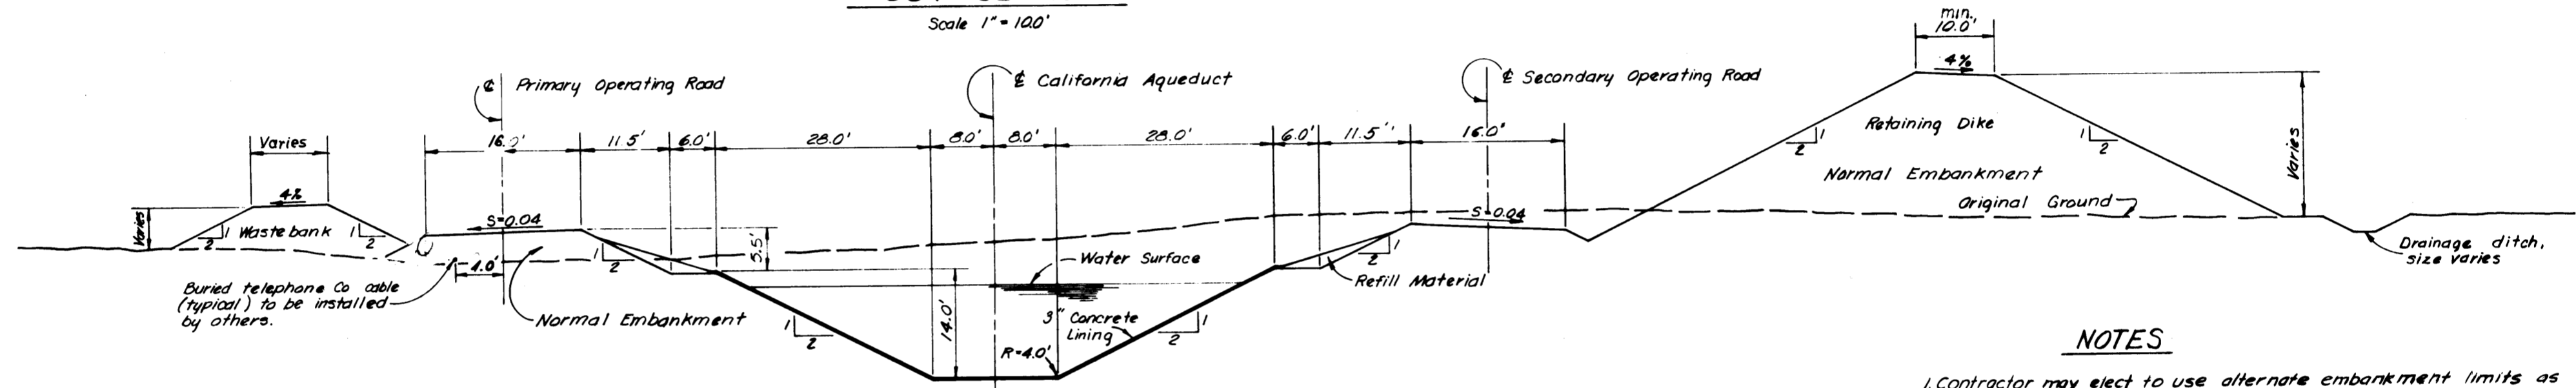 Scale 1" = 10.0'
min.
10.0'
4%
℄ Primary Operating Road
℄ California Aqueduct
℄ Secondary Operating Road
Varies
16.0'
11.5'
6.0'
28.0'
8.0'
8.0'
28.0'
6.0'
11.5'
16.0'
Retaining Dike
1
2
1
2
Varies
Normal Embankment
4%
Varies
S=0.04
S=0.04
Original Ground
1
2
Wastebank
1
2
1
2
5.5'
Water Surface
1
2
Refill Material
Drainage ditch,
size varies
4.0'
Buried telephone Co cable
(typical) to be installed
by others.
Normal Embankment
1
2
14.0'
3" Concrete
Lining
1
2
R=4.0'
NOTES
1. Contractor may elect to use alternate embankment limits as